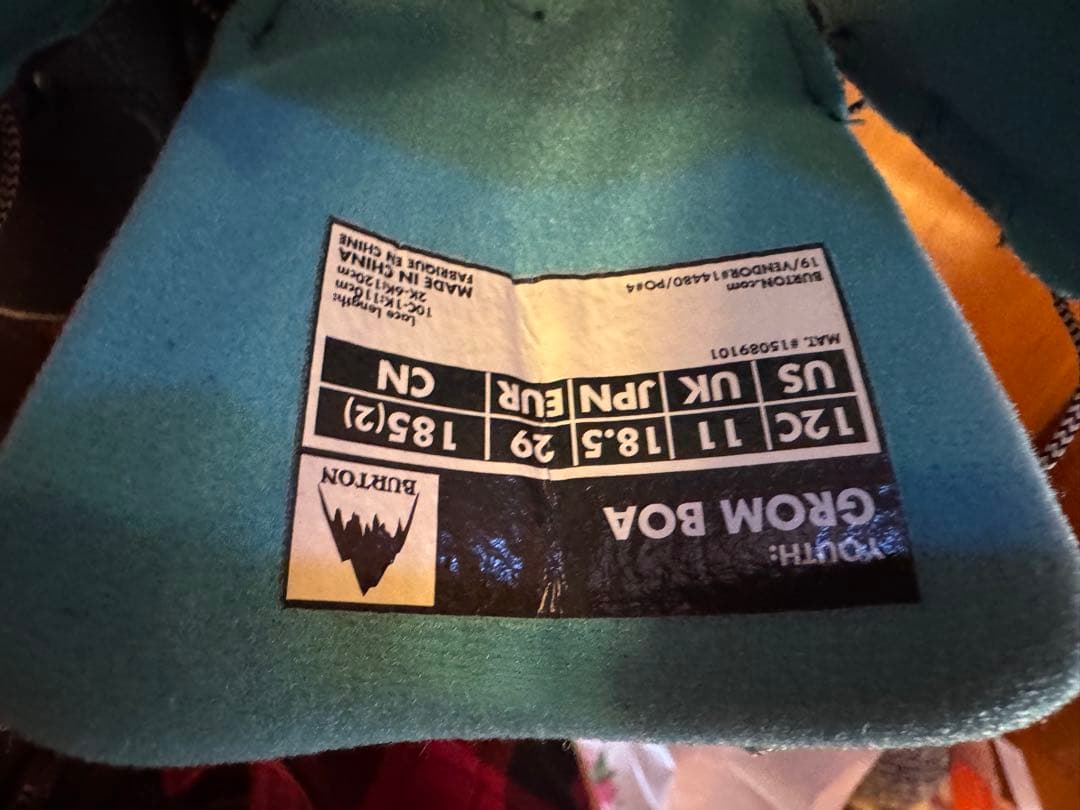 YOUTH:
GROM BOA
BURTON
12C 11 18.5 29 185(2)
US UK JPN EUR CN
MAT. #15089101
BURTON.com
19/VENDOR#14480/PO#4
Lace Length:
10C-1K:110cm
2K-6K:120cm
MADE IN CHINA
FABRIQUE EN CHINE